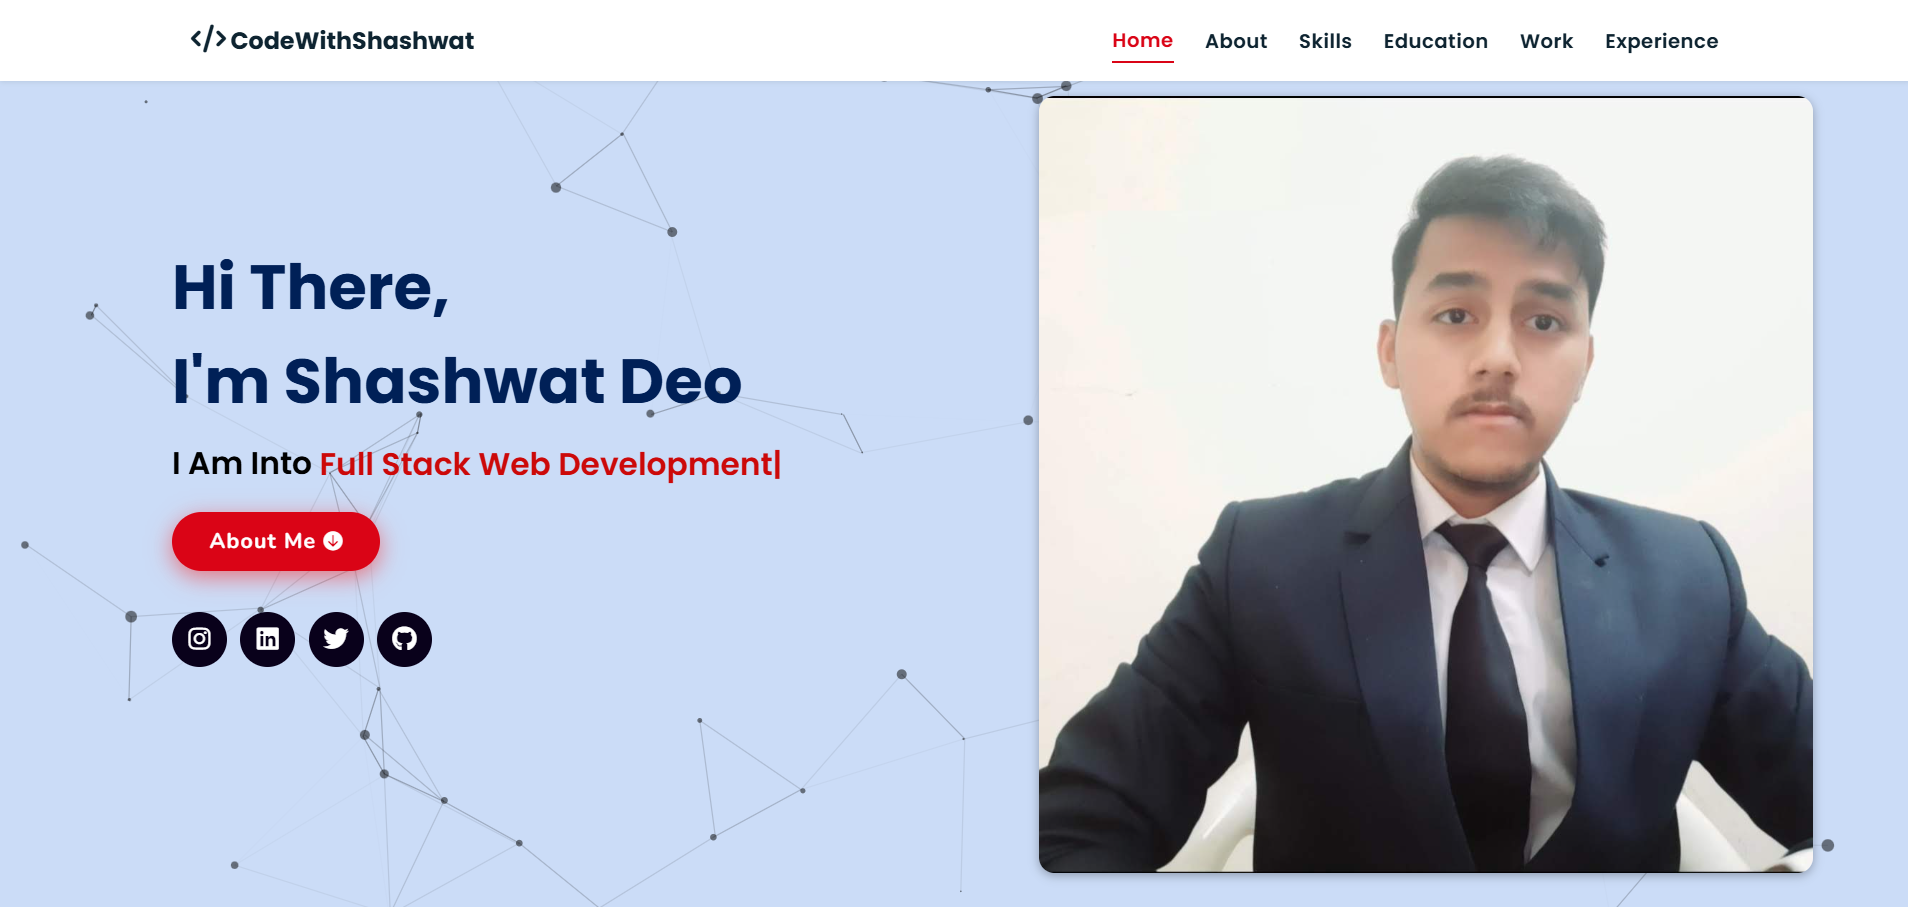 </> CodeWithShashwat
Home About Skills Education Work Experience
Hi There,
I'm Shashwat Deo
I Am Into Full Stack Web Development|
About Me
in